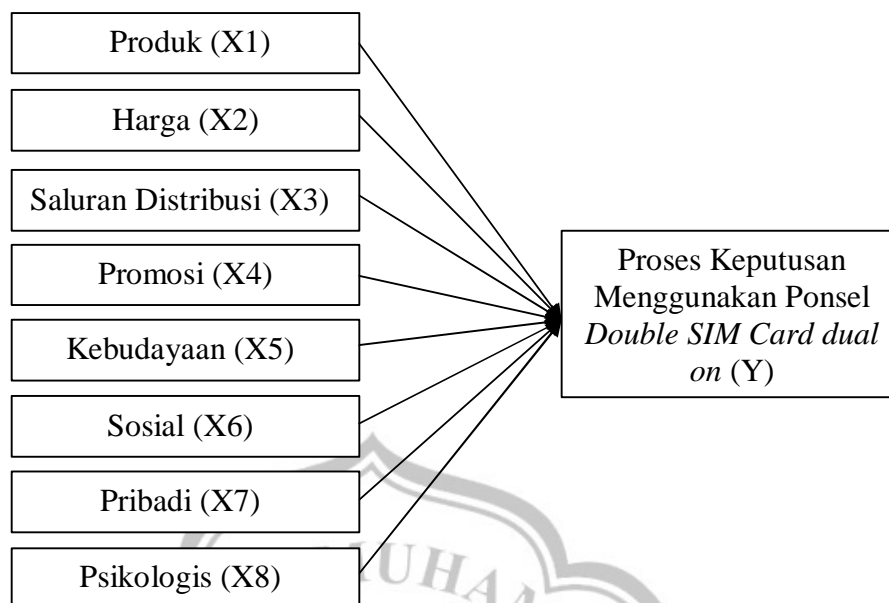 Produk (X1)
Harga (X2)
Saluran Distribusi (X3)
Promosi (X4)
Kebudayaan (X5)
Sosial (X6)
Pribadi (X7)
Psikologis (X8)
Proses Keputusan
Menggunakan Ponsel
Double SIM Card dual
on (Y)